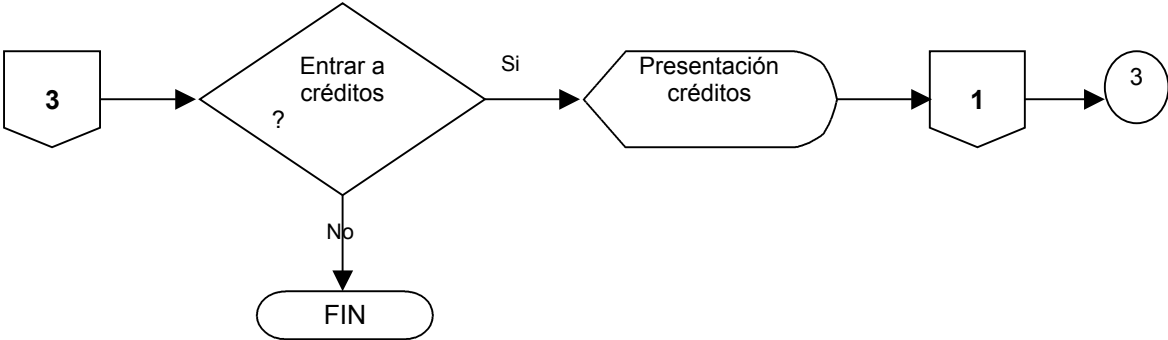 3
Entrar a
créditos
?
Si
Presentación
créditos
1
3
No
FIN